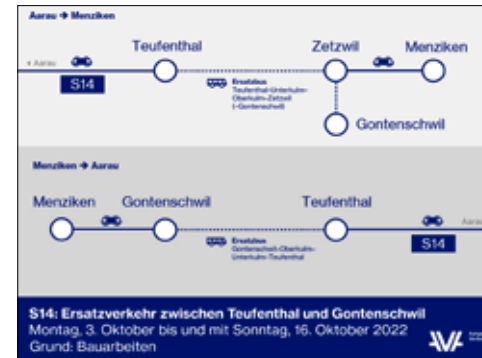 Aarau → Menziken
Teufenthal Zetzwil Menziken
< Aarau
S14
Ersatzbus
Teufenthal-Unterkulm-
Oberkulm-Zetzwil
(-Gontenschwil)
Gontenschwil
Menziken → Aarau
Menziken Gontenschwil Teufenthal
Ersatzbus
Gontenschwil-Oberkulm-
Unterkulm-Teufenthal
Aarau
S14
S14: Ersatzverkehr zwischen Teufenthal und Gontenschwil
Montag, 3. Oktober bis und mit Sonntag, 16. Oktober 2022
Grund: Bauarbeiten